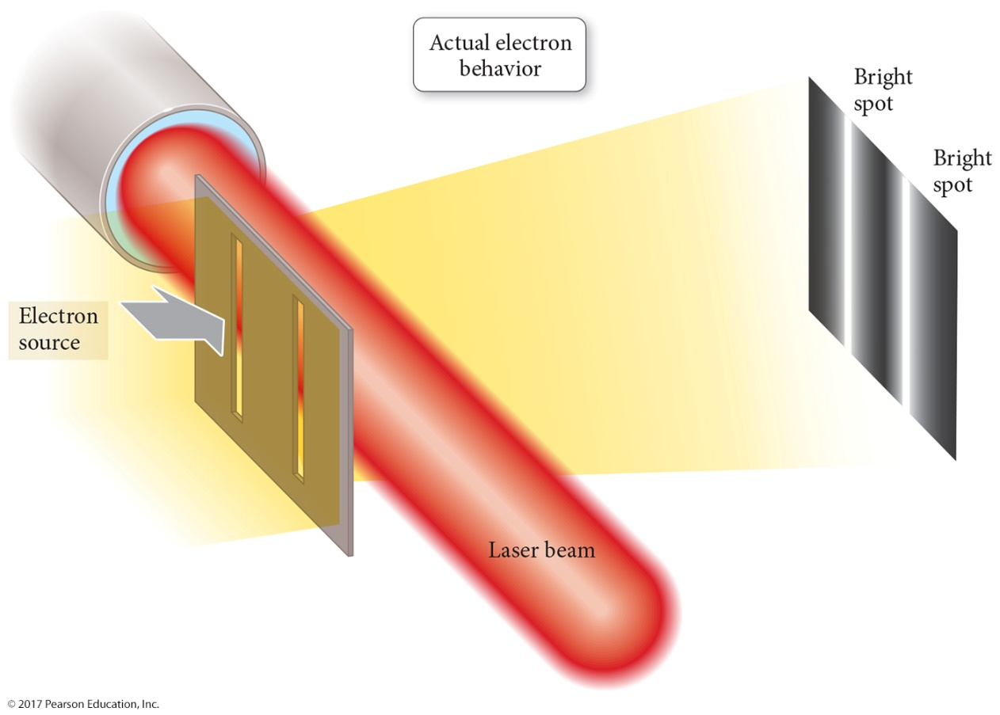 Actual electron
behavior
Bright
spot
Bright
spot
Electron
source
Laser beam
© 2017 Pearson Education, Inc.